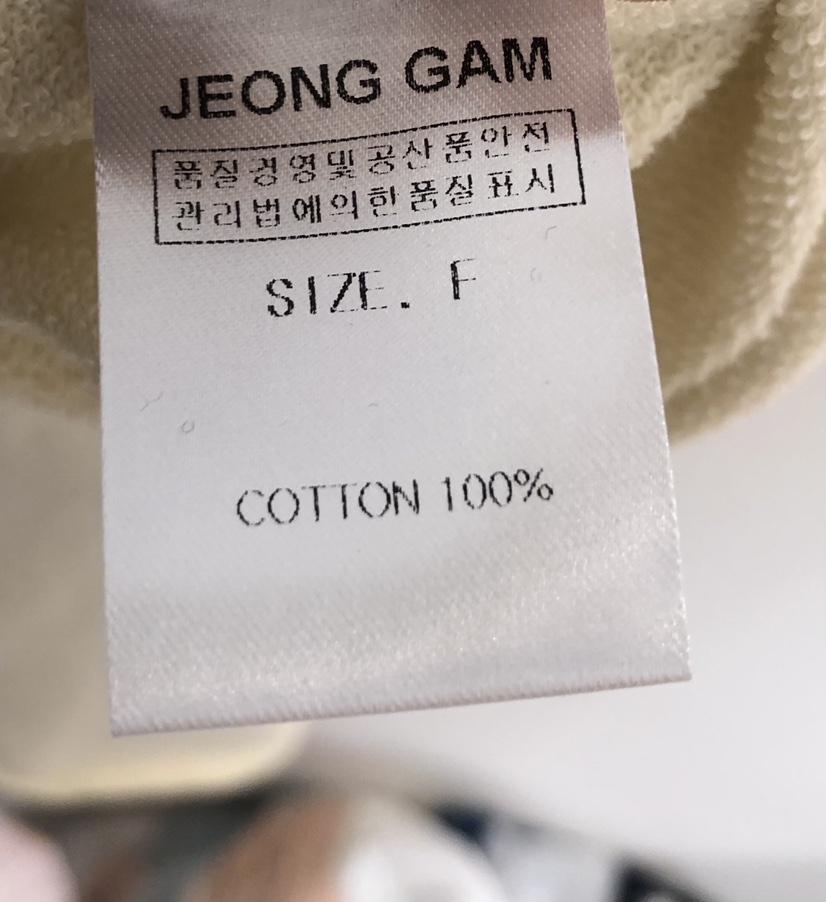 JEONG GAM
품질경영및공산품안전
관리법에의한품질표시
SIZE. F
COTTON 100%